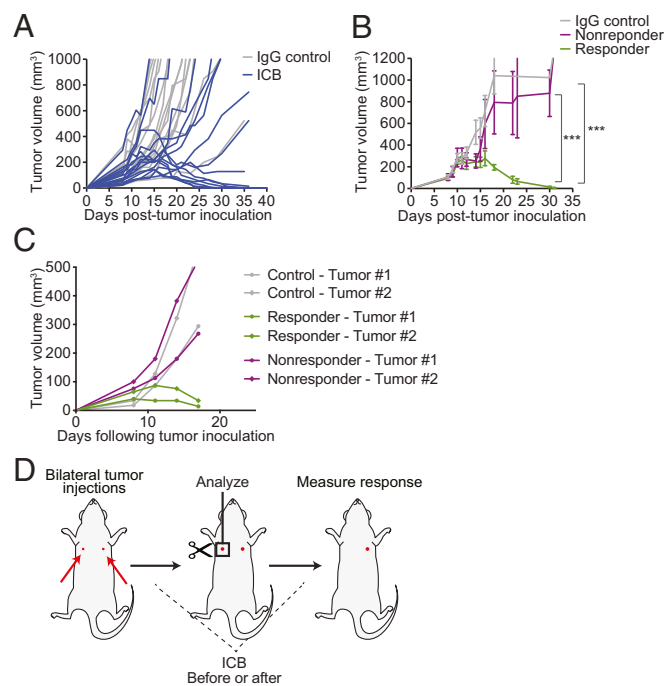 A
Tumor volume (mm³)
1000
800
600
400
200
0
IgG control
ICB
0 5 10 15 20 25 30 35 40
Days post-tumor inoculation
B
IgG control
Nonreponder
Responder
Tumor volume (mm³)
1200
1000
800
600
400
200
0
***
***
0 5 10 15 20 25 30 35
Days post-tumor inoculation
C
Tumor volume (mm³)
500
400
300
200
100
0
0 10 20
Days following tumor inoculation
Control - Tumor #1
Control - Tumor #2
Responder - Tumor #1
Responder - Tumor #2
Nonresponder - Tumor #1
Nonresponder - Tumor #2
D
Bilateral tumor
injections
Analyze
Measure response
ICB
Before or after